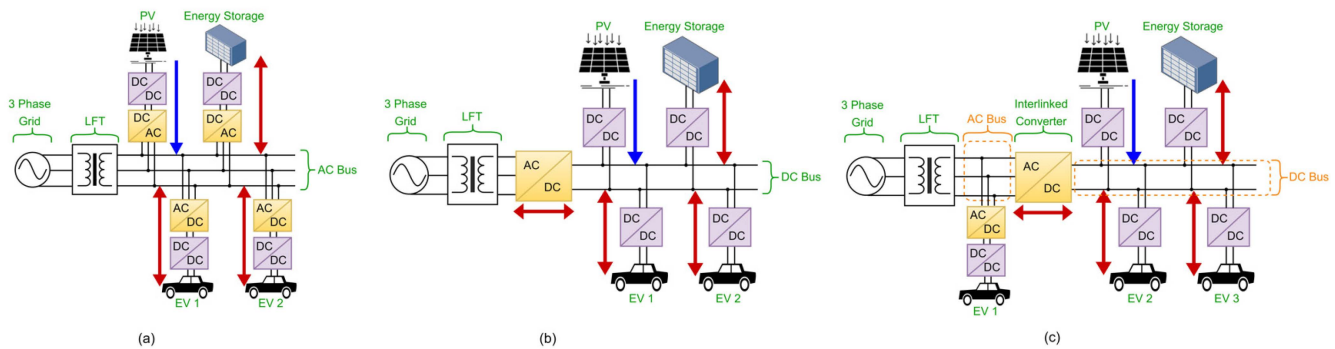 PV
Energy Storage
DC
DC
DC
DC
DC
AC
DC
AC
3 Phase
Grid
LFT
AC Bus
AC
DC
AC
DC
DC
DC
DC
DC
EV 1
EV 2
(a)
PV
Energy Storage
3 Phase
Grid
LFT
DC
DC
DC
DC
AC
DC
DC Bus
DC
DC
DC
DC
EV 1
EV 2
(b)
PV
Energy Storage
3 Phase
Grid
LFT
AC Bus
Interlinked
Converter
DC
DC
DC
DC
AC
DC
DC Bus
AC
DC
DC
DC
DC
DC
DC
DC
EV 1
EV 2
EV 3
(c)